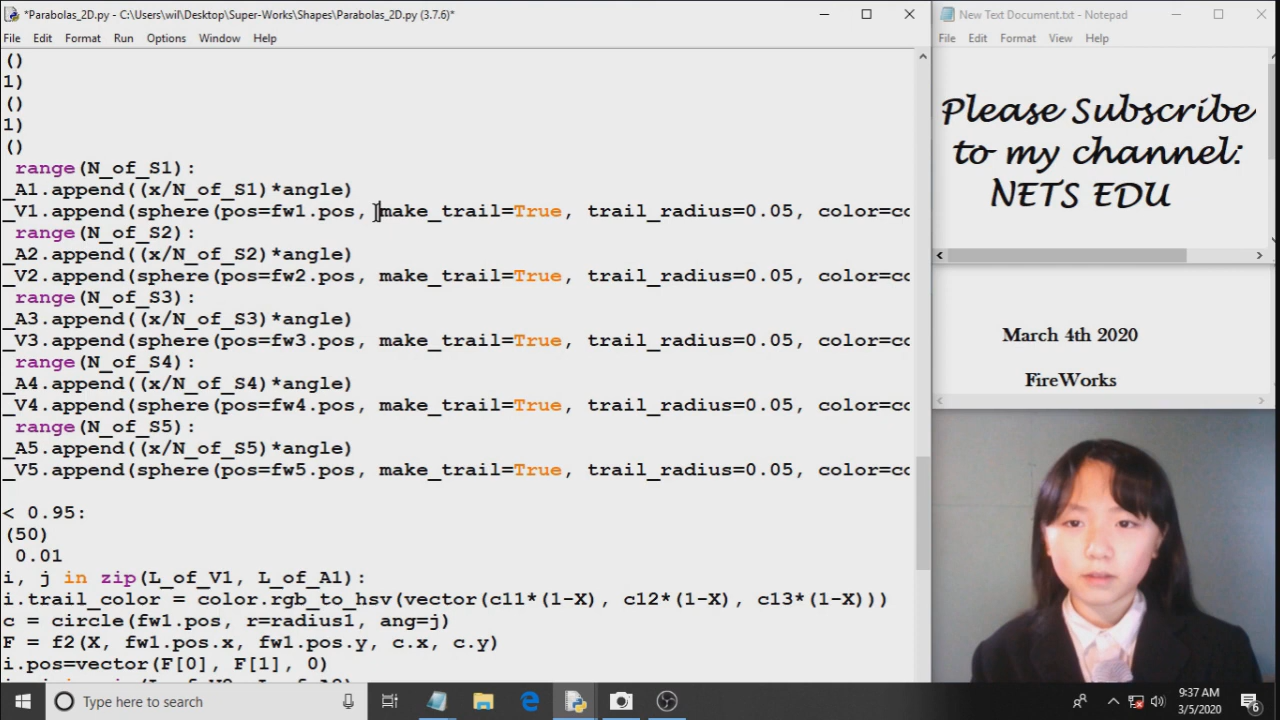 *Parabolas_2D.py - C:\Users\wil\Desktop\Super-Works\Shapes\Parabolas_2D.py (3.7.6)*
File Edit Format Run Options Window Help
()
1)
()
1)
()
range(N_of_S1):
_A1.append((x/N_of_S1)*angle)
_V1.append(sphere(pos=fw1.pos, make_trail=True, trail_radius=0.05, color=co
range(N_of_S2):
_A2.append((x/N_of_S2)*angle)
_V2.append(sphere(pos=fw2.pos, make_trail=True, trail_radius=0.05, color=co
range(N_of_S3):
_A3.append((x/N_of_S3)*angle)
_V3.append(sphere(pos=fw3.pos, make_trail=True, trail_radius=0.05, color=co
range(N_of_S4):
_A4.append((x/N_of_S4)*angle)
_V4.append(sphere(pos=fw4.pos, make_trail=True, trail_radius=0.05, color=co
range(N_of_S5):
_A5.append((x/N_of_S5)*angle)
_V5.append(sphere(pos=fw5.pos, make_trail=True, trail_radius=0.05, color=co
< 0.95:
(50)
0.01
i, j in zip(L_of_V1, L_of_A1):
i.trail_color = color.rgb_to_hsv(vector(c11*(1-X), c12*(1-X), c13*(1-X)))
c = circle(fw1.pos, r=radius1, ang=j)
F = f2(X, fw1.pos.x, fw1.pos.y, c.x, c.y)
i.pos=vector(F[0], F[1], 0)
New Text Document.txt - Notepad
File Edit Format View Help
Please Subscribe
to my channel:
NETS EDU
March 4th 2020
FireWorks
Type here to search
9:37 AM
3/5/2020
6